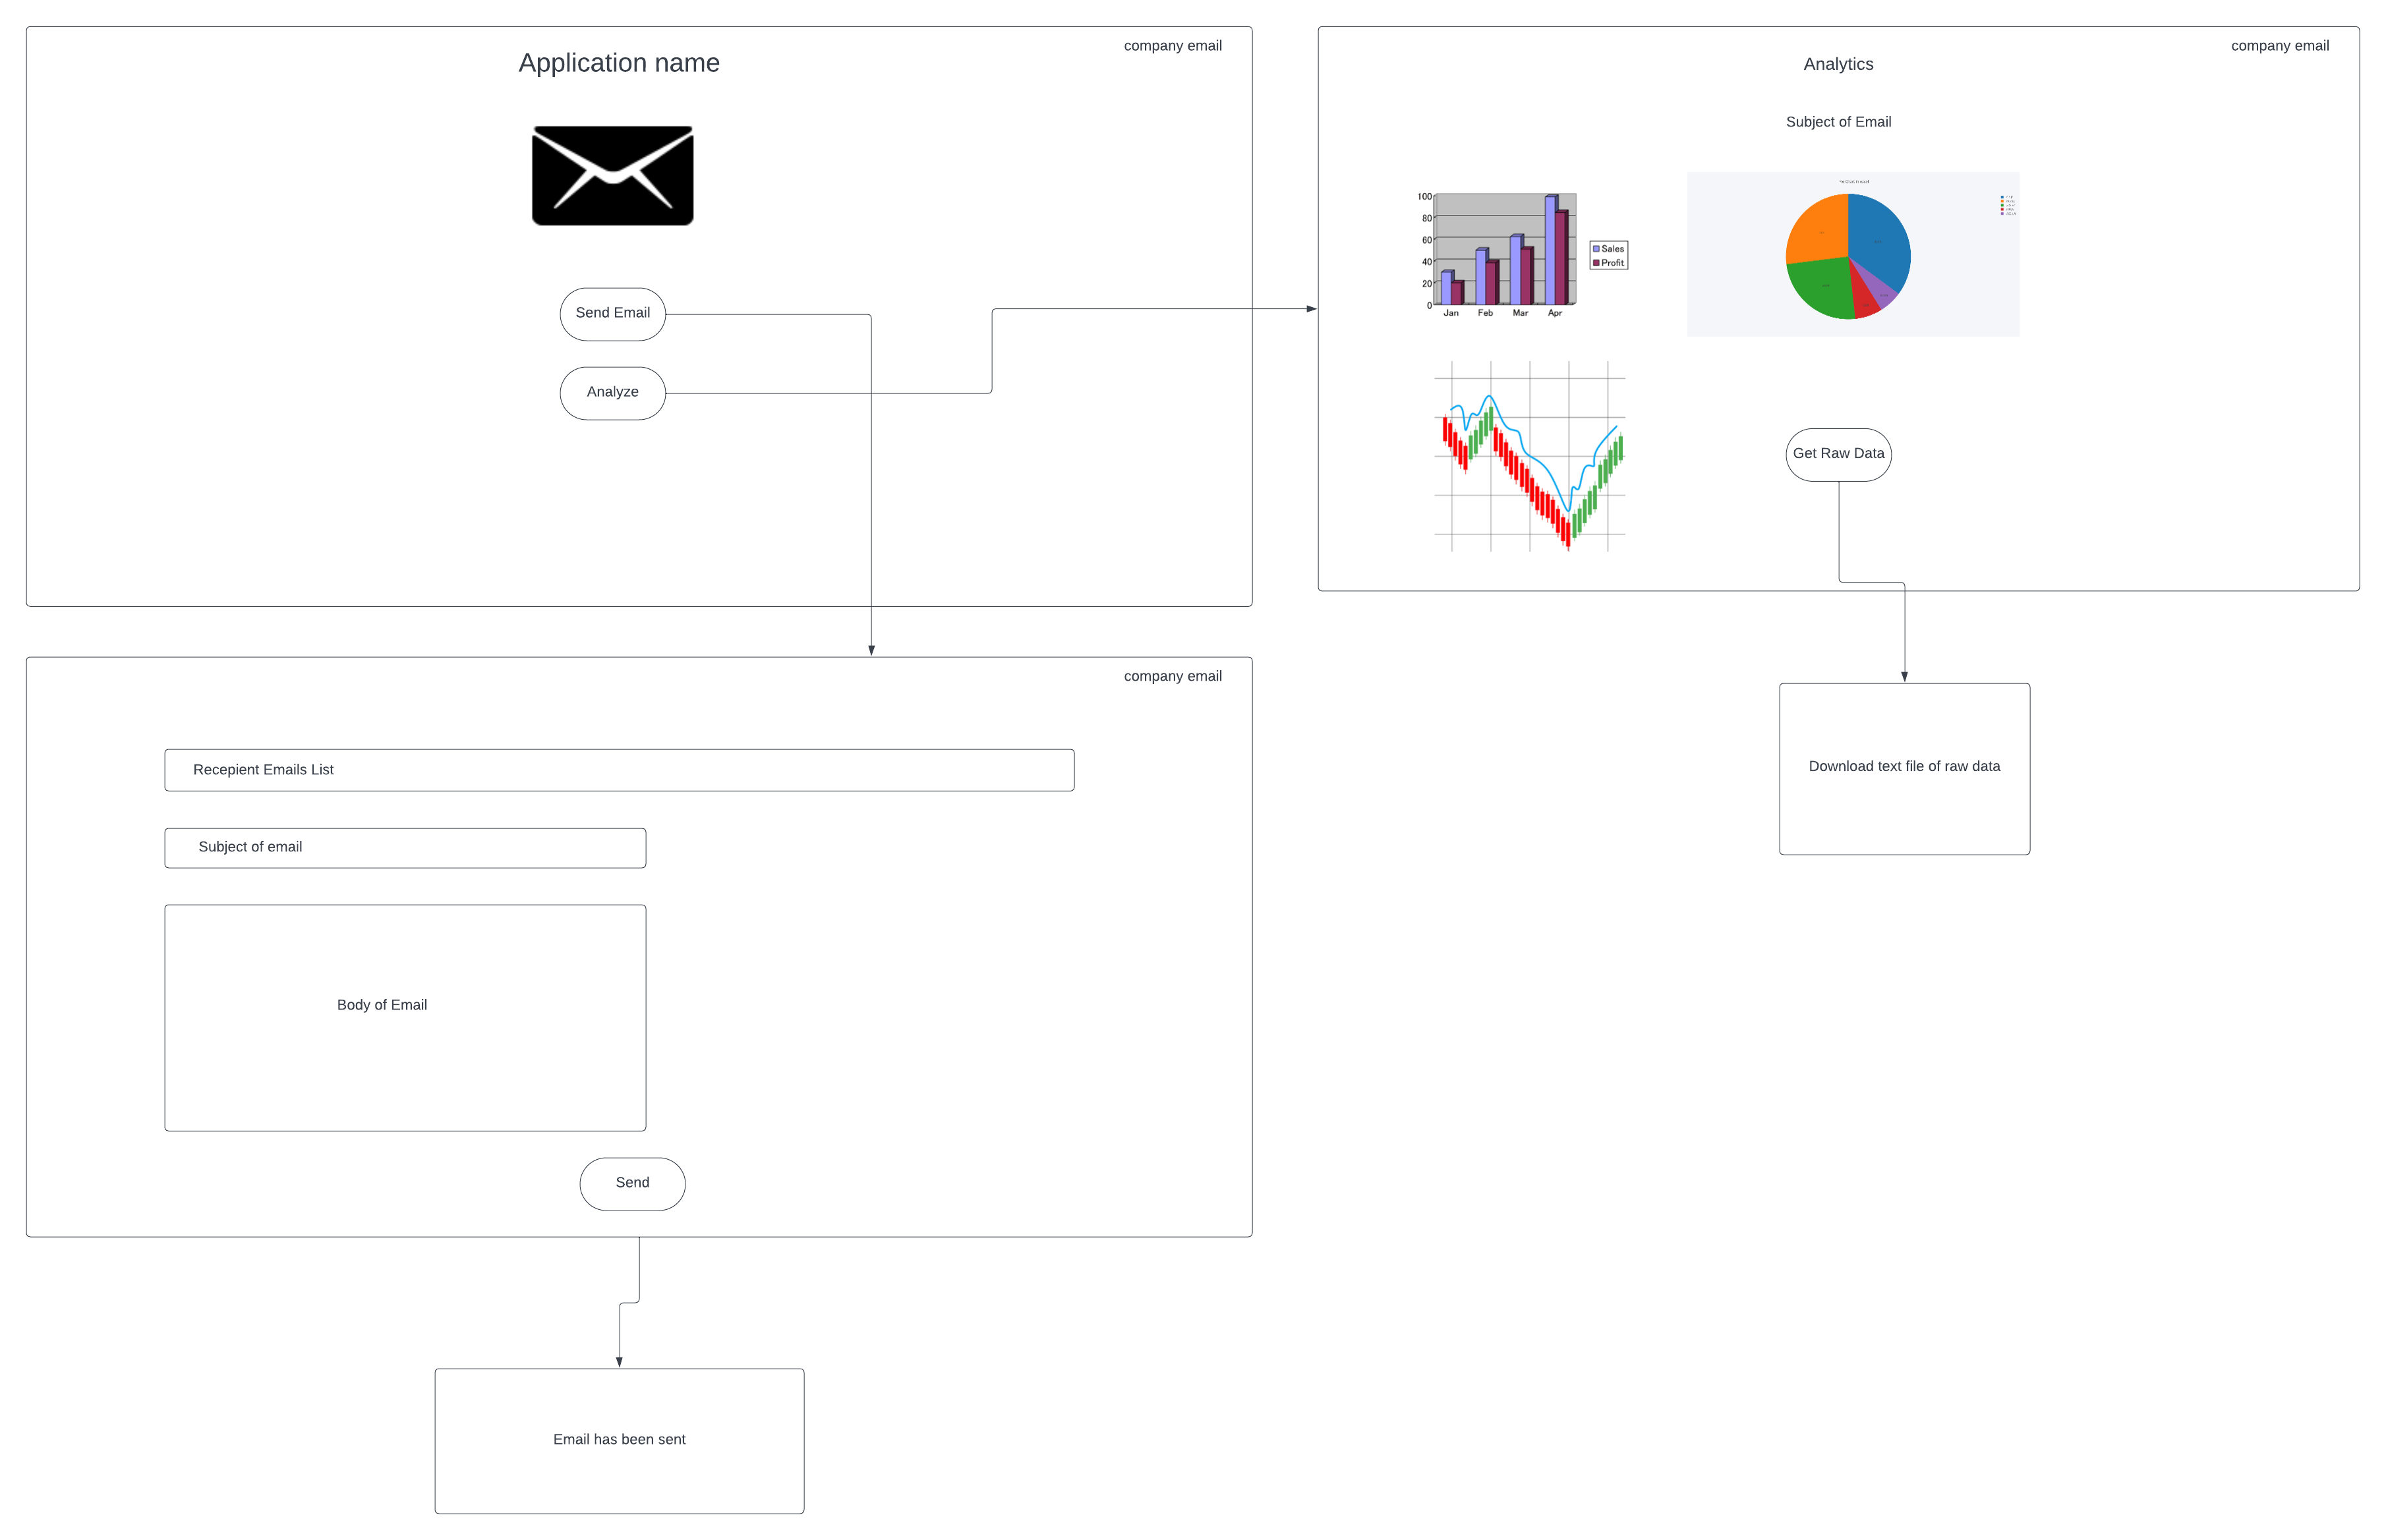 Application name
company email
Send Email
Analyze
company email
Analytics
Subject of Email
100
80
60
40
20
0
Jan Feb Mar Apr
Sales
Profit
Get Raw Data
company email
Recepient Emails List
Subject of email
Body of Email
Send
Download text file of raw data
Email has been sent